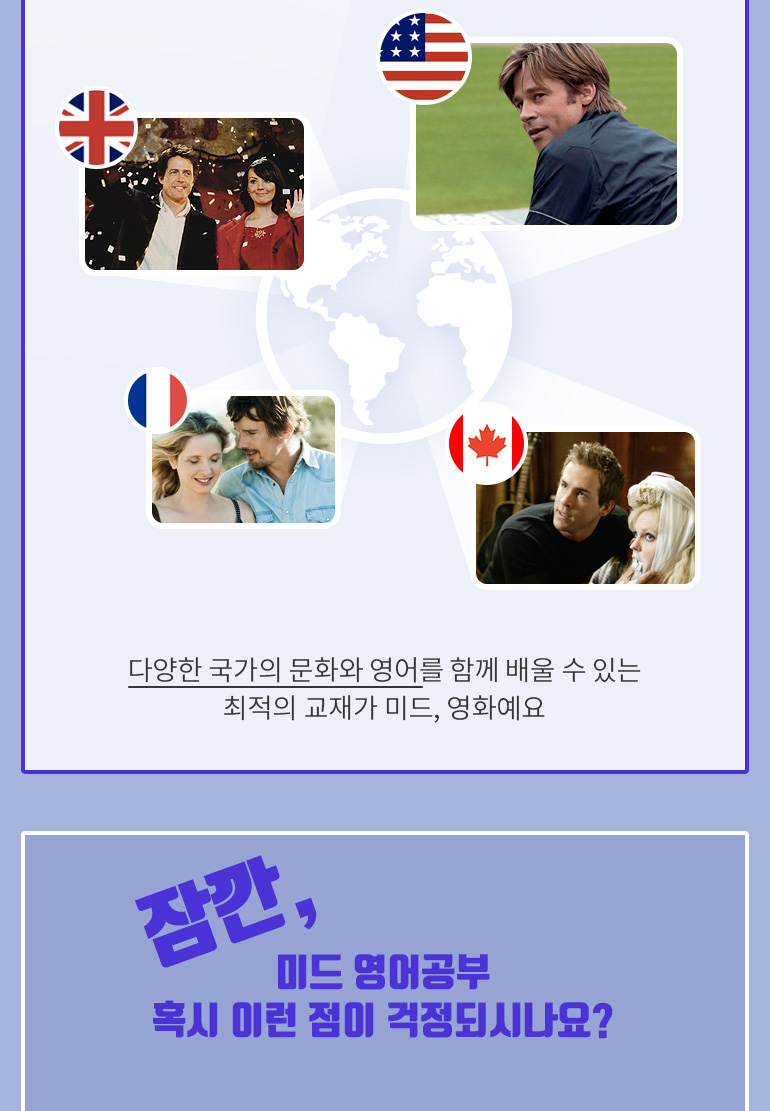 다양한 국가의 문화와 영어를 함께 배울 수 있는
최적의 교재가 미드, 영화예요
잠깐,
미드 영어공부
혹시 이런 점이 걱정되시나요?